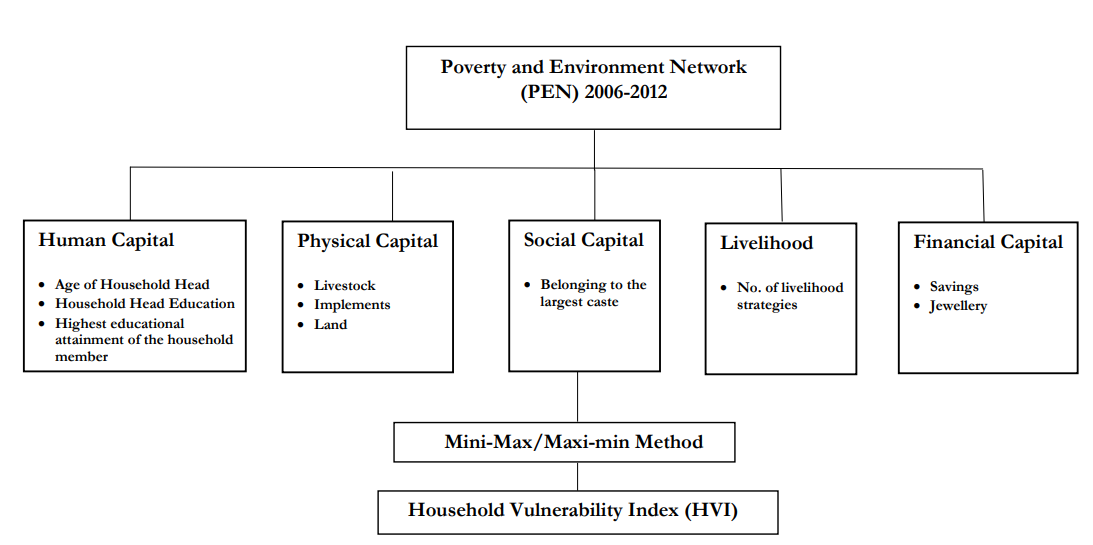 Poverty and Environment Network
(PEN) 2006-2012
Human Capital
• Age of Household Head
• Household Head Education
• Highest educational
attainment of the household
member
Physical Capital
• Livestock
• Implements
• Land
Social Capital
• Belonging to the
largest caste
Livelihood
• No. of livelihood
strategies
Financial Capital
• Savings
• Jewellery
Mini-Max/Maxi-min Method
Household Vulnerability Index (HVI)